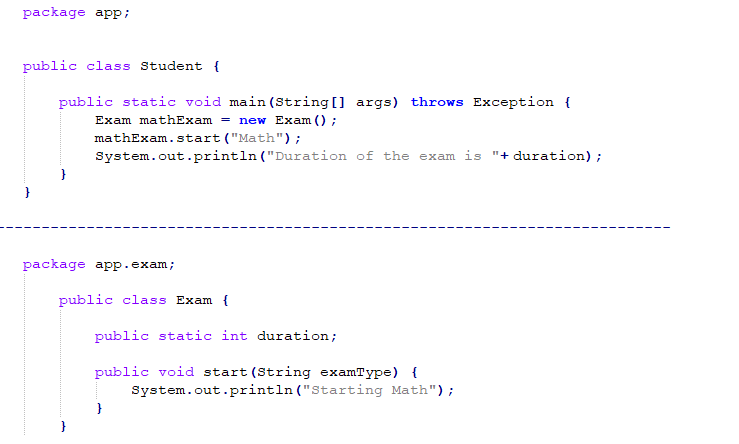 package app;
public class Student {
public static void main(String[] args) throws Exception {
Exam mathExam = new Exam();
mathExam.start("Math");
System.out.println("Duration of the exam is "+duration);
}
}
--------------------------------------------------------------------------
package app.exam;
public class Exam {
public static int duration;
public void start(String examType) {
System.out.println("Starting Math");
}
}